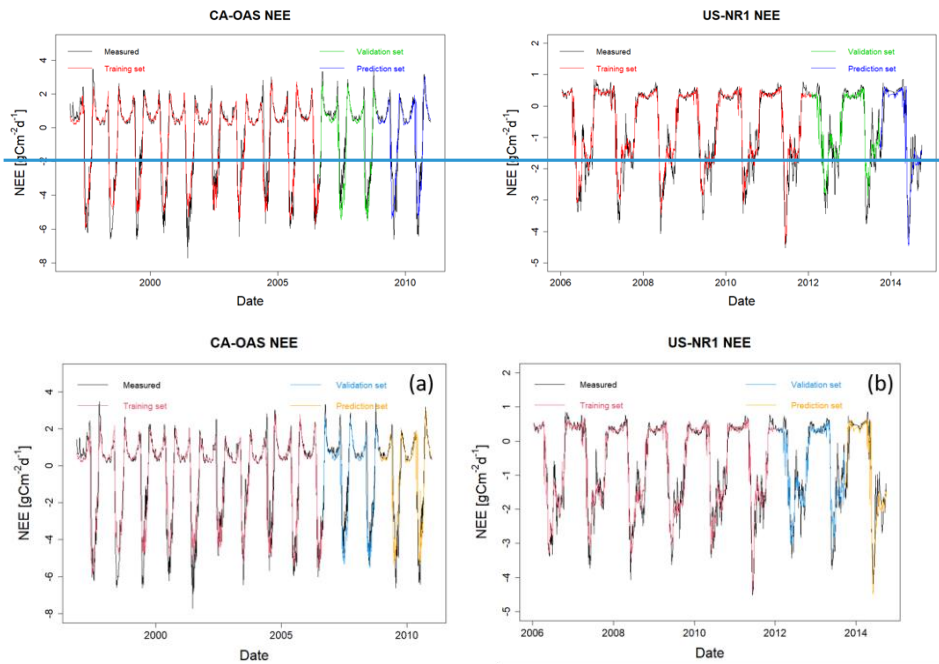 CA-OAS NEE
US-NR1 NEE
Measured
Validation set
Training set
Prediction set
Measured
Validation set
Training set
Prediction set
NEE [gCm⁻²d⁻¹]
4
2
0
-2
-4
-6
-8
2000
2005
2010
Date
NEE [gCm⁻²d⁻¹]
2
1
0
-1
-2
-3
-4
-5
2006
2008
2010
2012
2014
Date
CA-OAS NEE
US-NR1 NEE
Measured
Validation set
(a)
Training set
Prediction set
Measured
Validation set
(b)
Training set
Prediction set
NEE [gCm⁻²d⁻¹]
4
2
0
-2
-4
-6
-8
2000
2005
2010
Date
NEE [gCm⁻²d⁻¹]
2
1
0
-1
-2
-3
-4
-5
2006
2008
2010
2012
2014
Date